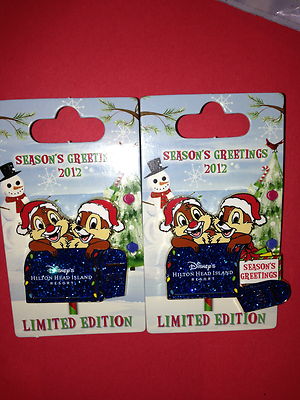 SEASON'S GREETINGS
2012
Disney's
HILTON HEAD ISLAND
RESORT
LIMITED EDITION
SEASON'S GREETINGS
2012
Disney's
HILTON HEAD ISLAND
RESORT
SEASON'S
GREETINGS
LIMITED EDITION